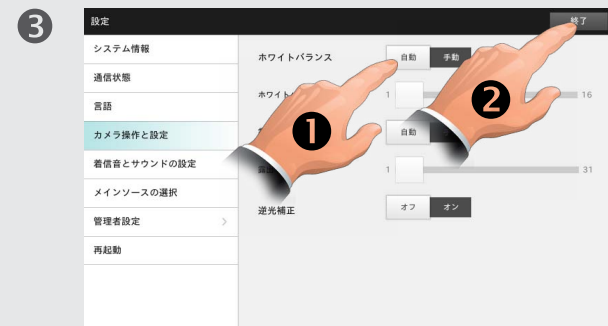 3
設定
終了
システム情報
通信状態
言語
カメラ操作と設定
着信音とサウンドの設定
メインソースの選択
管理者設定 >
再起動
ホワイトバランス 自動 手動
1 16
自動
1 31
逆光補正 オフ オン
1
2